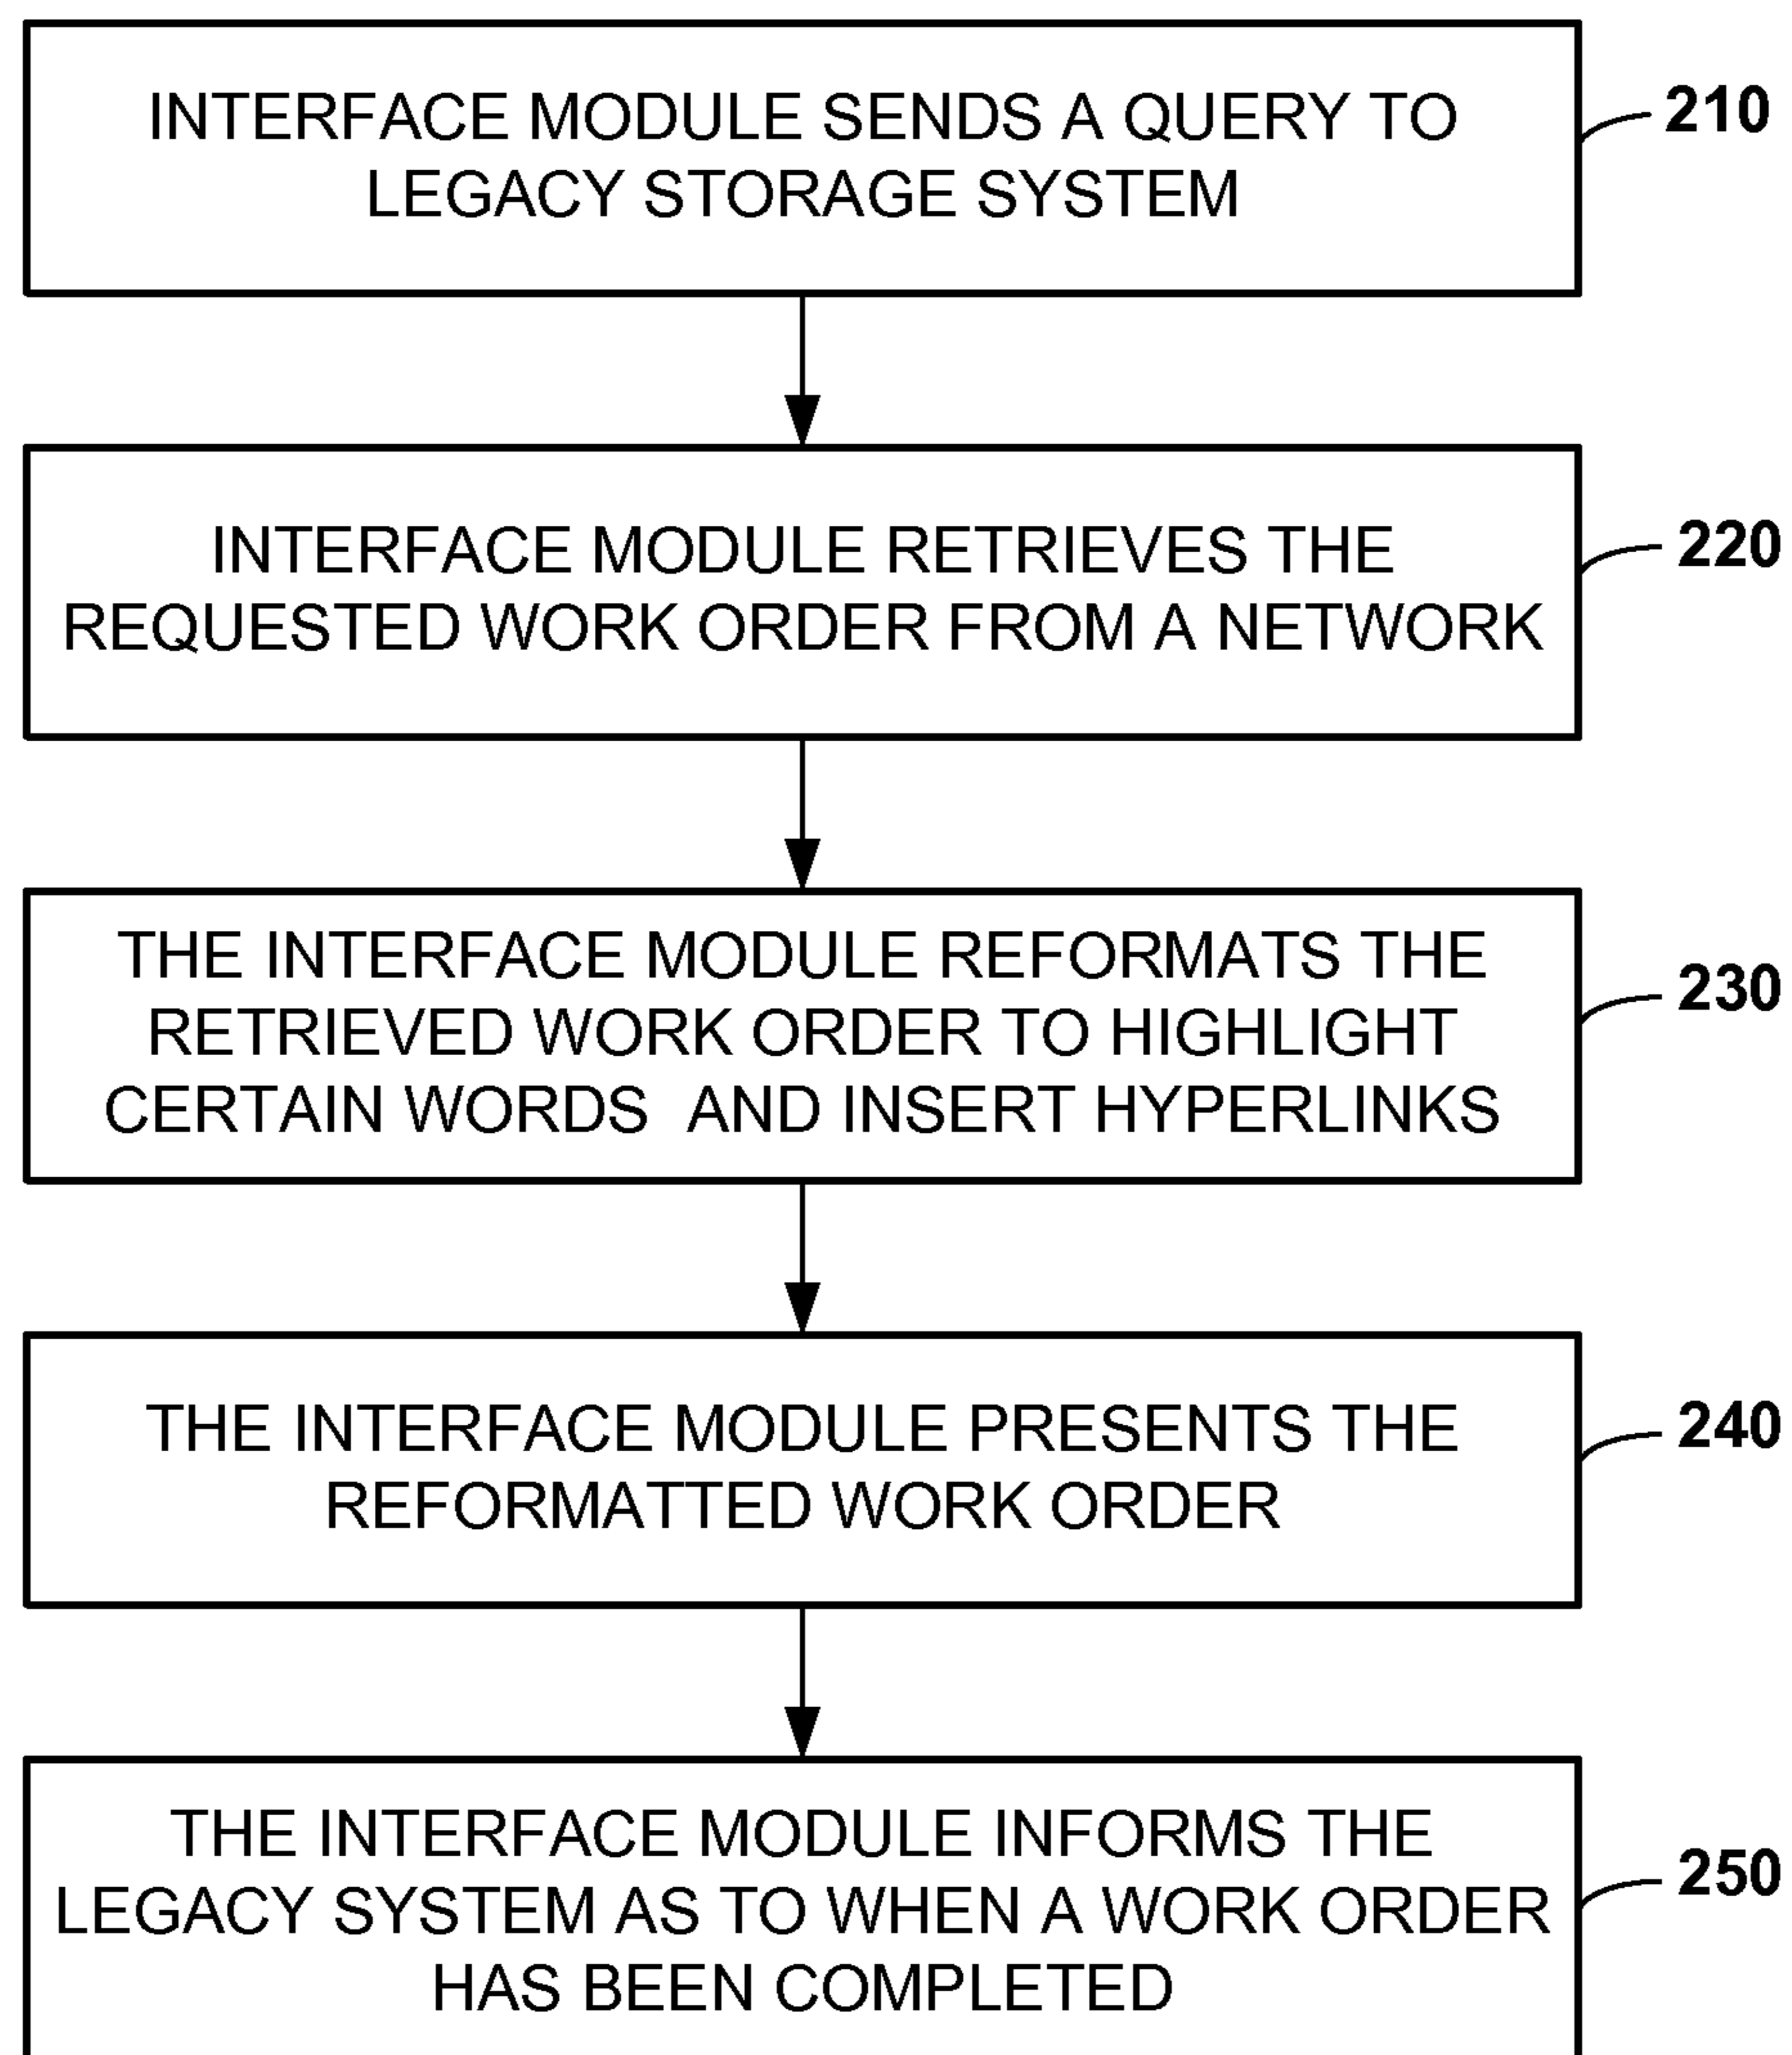 INTERFACE MODULE SENDS A QUERY TO
LEGACY STORAGE SYSTEM
210
INTERFACE MODULE RETRIEVES THE
REQUESTED WORK ORDER FROM A NETWORK
220
THE INTERFACE MODULE REFORMATS THE
RETRIEVED WORK ORDER TO HIGHLIGHT
CERTAIN WORDS AND INSERT HYPERLINKS
230
THE INTERFACE MODULE PRESENTS THE
REFORMATTED WORK ORDER
240
THE INTERFACE MODULE INFORMS THE
LEGACY SYSTEM AS TO WHEN A WORK ORDER
HAS BEEN COMPLETED
250